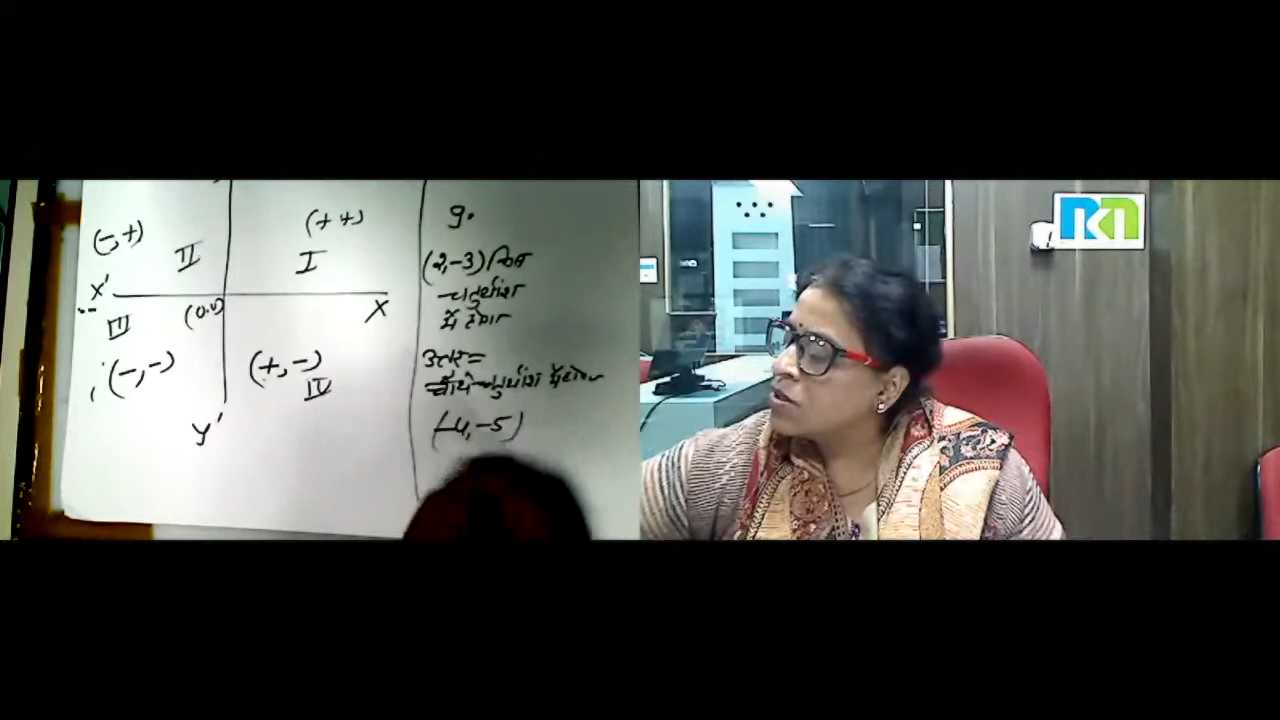 (-,+)
II
(+ +)
I
X'
(0.0)
X
III
(-,-)
(+,-)
IV
y'
9.
(2,-3) किस
चतुर्थांश
में होगा
उत्तर =
चौथे चतुर्थांश में होगा
(-4,-5)